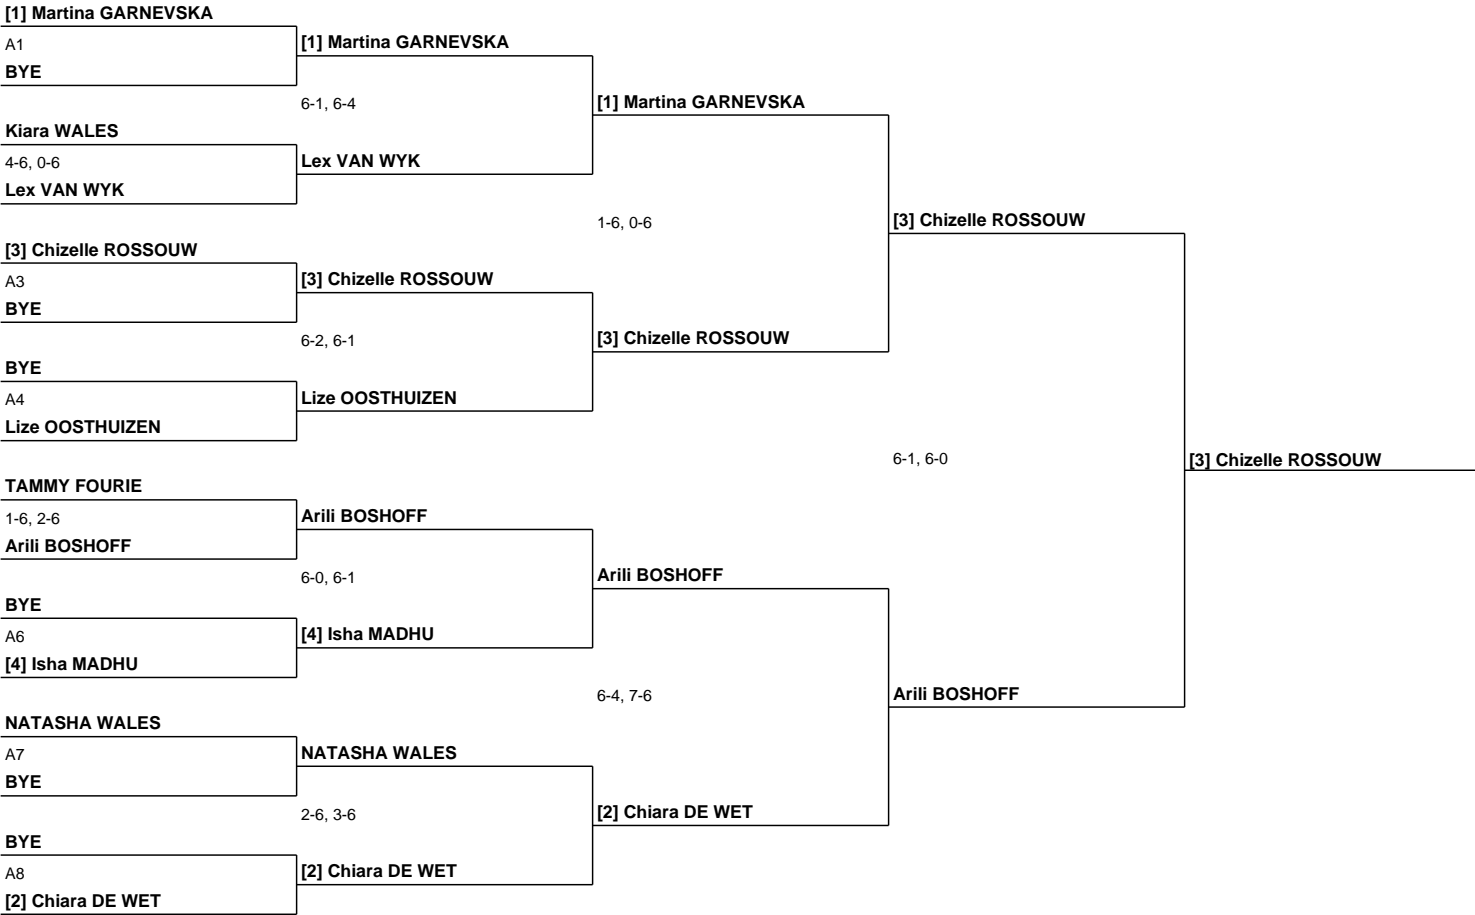 [1] Martina GARNEVSKA
A1
BYE
Kiara WALES
4-6, 0-6
Lex VAN WYK
[3] Chizelle ROSSOUW
A3
BYE
BYE
A4
Lize OOSTHUIZEN
TAMMY FOURIE
1-6, 2-6
Arili BOSHOFF
BYE
A6
[4] Isha MADHU
NATASHA WALES
A7
BYE
BYE
A8
[2] Chiara DE WET
[1] Martina GARNEVSKA
6-1, 6-4
Lex VAN WYK
[3] Chizelle ROSSOUW
6-2, 6-1
Lize OOSTHUIZEN
Arili BOSHOFF
6-0, 6-1
[4] Isha MADHU
NATASHA WALES
2-6, 3-6
[2] Chiara DE WET
[1] Martina GARNEVSKA
1-6, 0-6
[3] Chizelle ROSSOUW
Arili BOSHOFF
6-4, 7-6
[2] Chiara DE WET
[3] Chizelle ROSSOUW
6-1, 6-0
Arili BOSHOFF
[3] Chizelle ROSSOUW